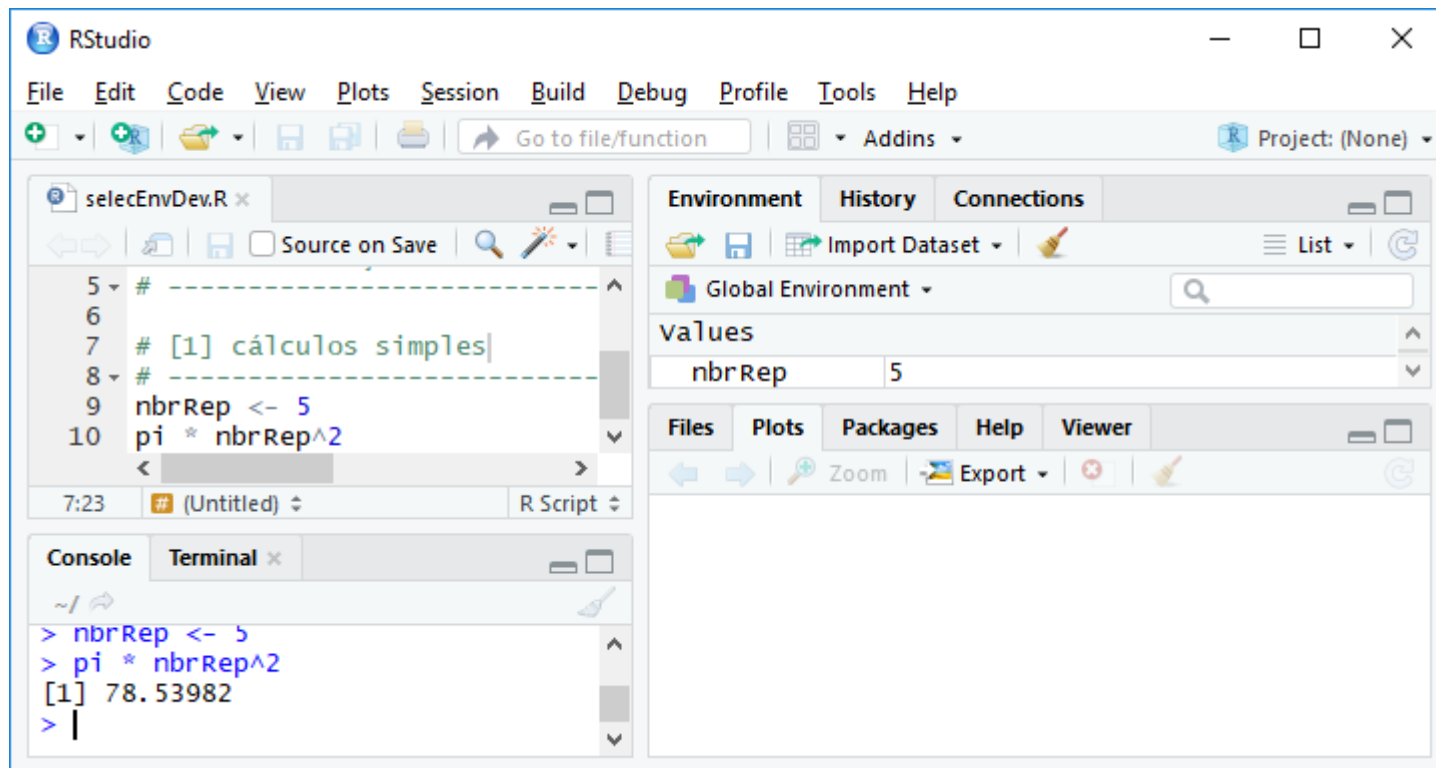 RStudio
File Edit Code View Plots Session Build Debug Profile Tools Help
Go to file/function Addins Project: (None)
selecEnvDev.R
Source on Save
5 # ---------------------------
6
7 # [1] cálculos simples
8 # ---------------------------
9 nbrRep <- 5
10 pi * nbrRep^2
7:23 # (Untitled) R Script
Console Terminal
~/
> nbrRep <- 5
> pi * nbrRep^2
[1] 78.53982
>
Environment History Connections
Import Dataset List
Global Environment
Values
nbrRep 5
Files Plots Packages Help Viewer
Zoom Export